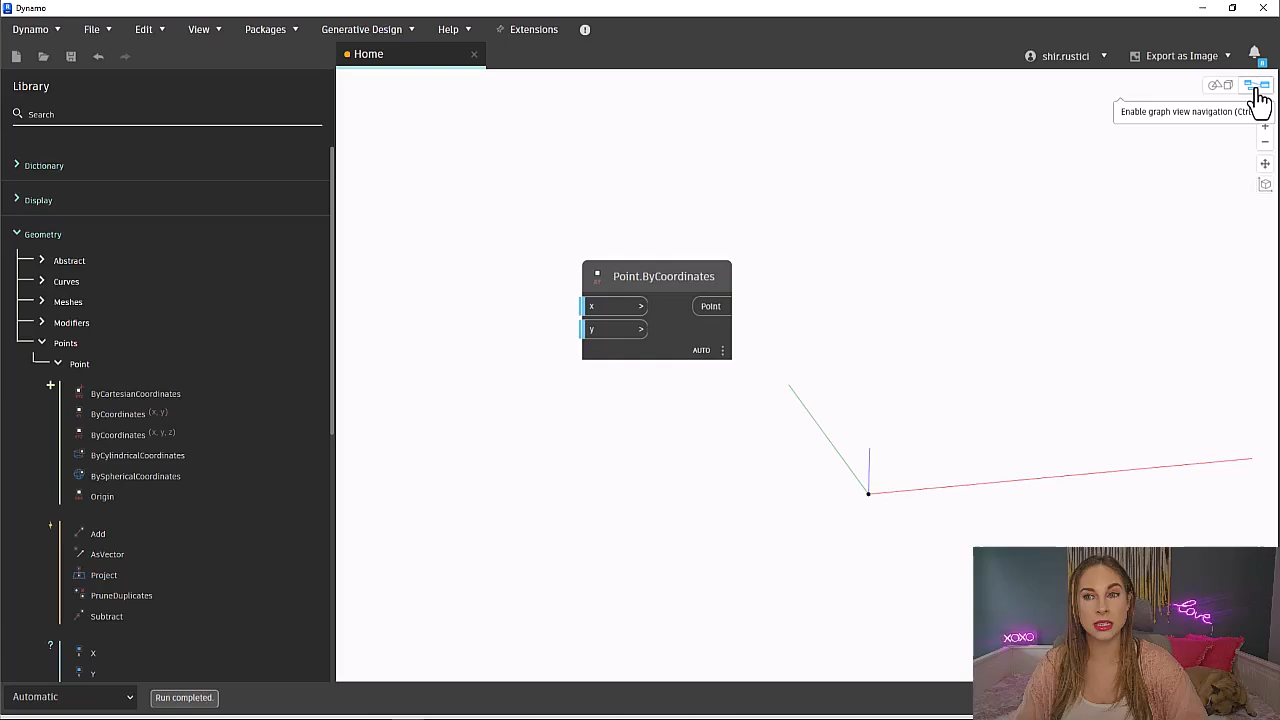 Dynamo
Dynamo File Edit View Packages Generative Design Help Extensions
Home
shir.rustici Export as Image 8
Library
Search
Enable graph view navigation (Ctrl
Dictionary
Display
Geometry
Abstract
Curves
Meshes
Modifiers
Points
Point
ByCartesianCoordinates
ByCoordinates (x, y)
ByCoordinates (x, y, z)
ByCylindricalCoordinates
BySphericalCoordinates
Origin
Add
AsVector
Project
PruneDuplicates
Subtract
X
Y
Point.ByCoordinates
x > Point
y >
AUTO
XOXO
Love
Automatic Run completed.